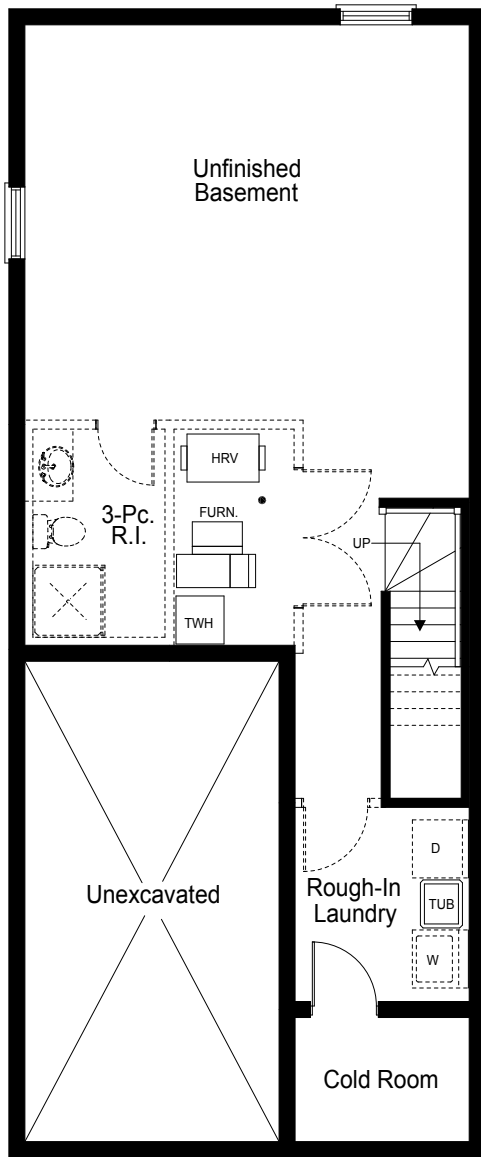 Unfinished
Basement
HRV
FURN.
3-Pc.
R.I.
UP
TWH
D
Unexcavated
Rough-In
Laundry
TUB
W
Cold Room